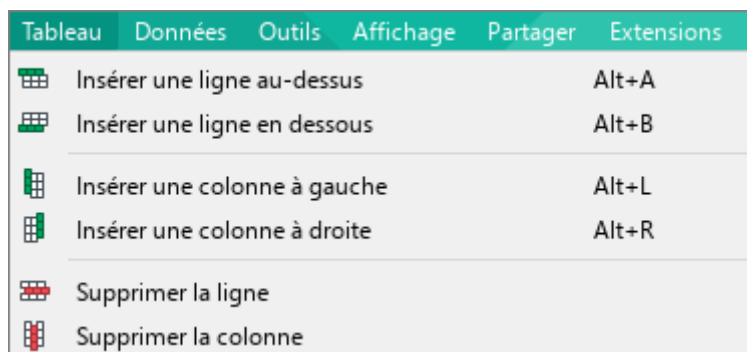 Tableau Données Outils Affichage Partager Extensions
Insérer une ligne au-dessus Alt+A
Insérer une ligne en dessous Alt+B
Insérer une colonne à gauche Alt+L
Insérer une colonne à droite Alt+R
Supprimer la ligne
Supprimer la colonne